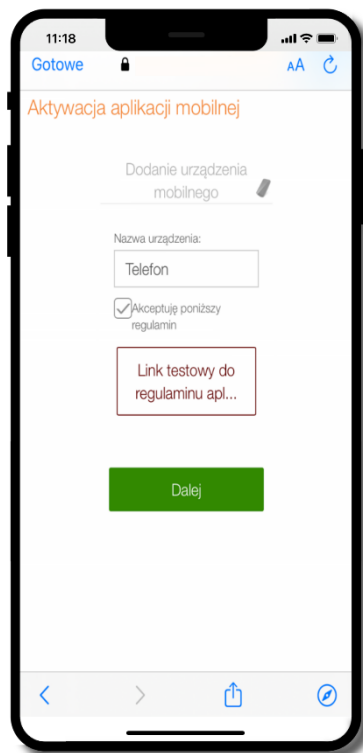 11:18
Gotowe
AA
Aktywacja aplikacji mobilnej
Dodanie urządzenia
mobilnego
Nazwa urządzenia:
Telefon
Akceptuję poniższy
regulamin
Link testowy do
regulaminu apl...
Dalej